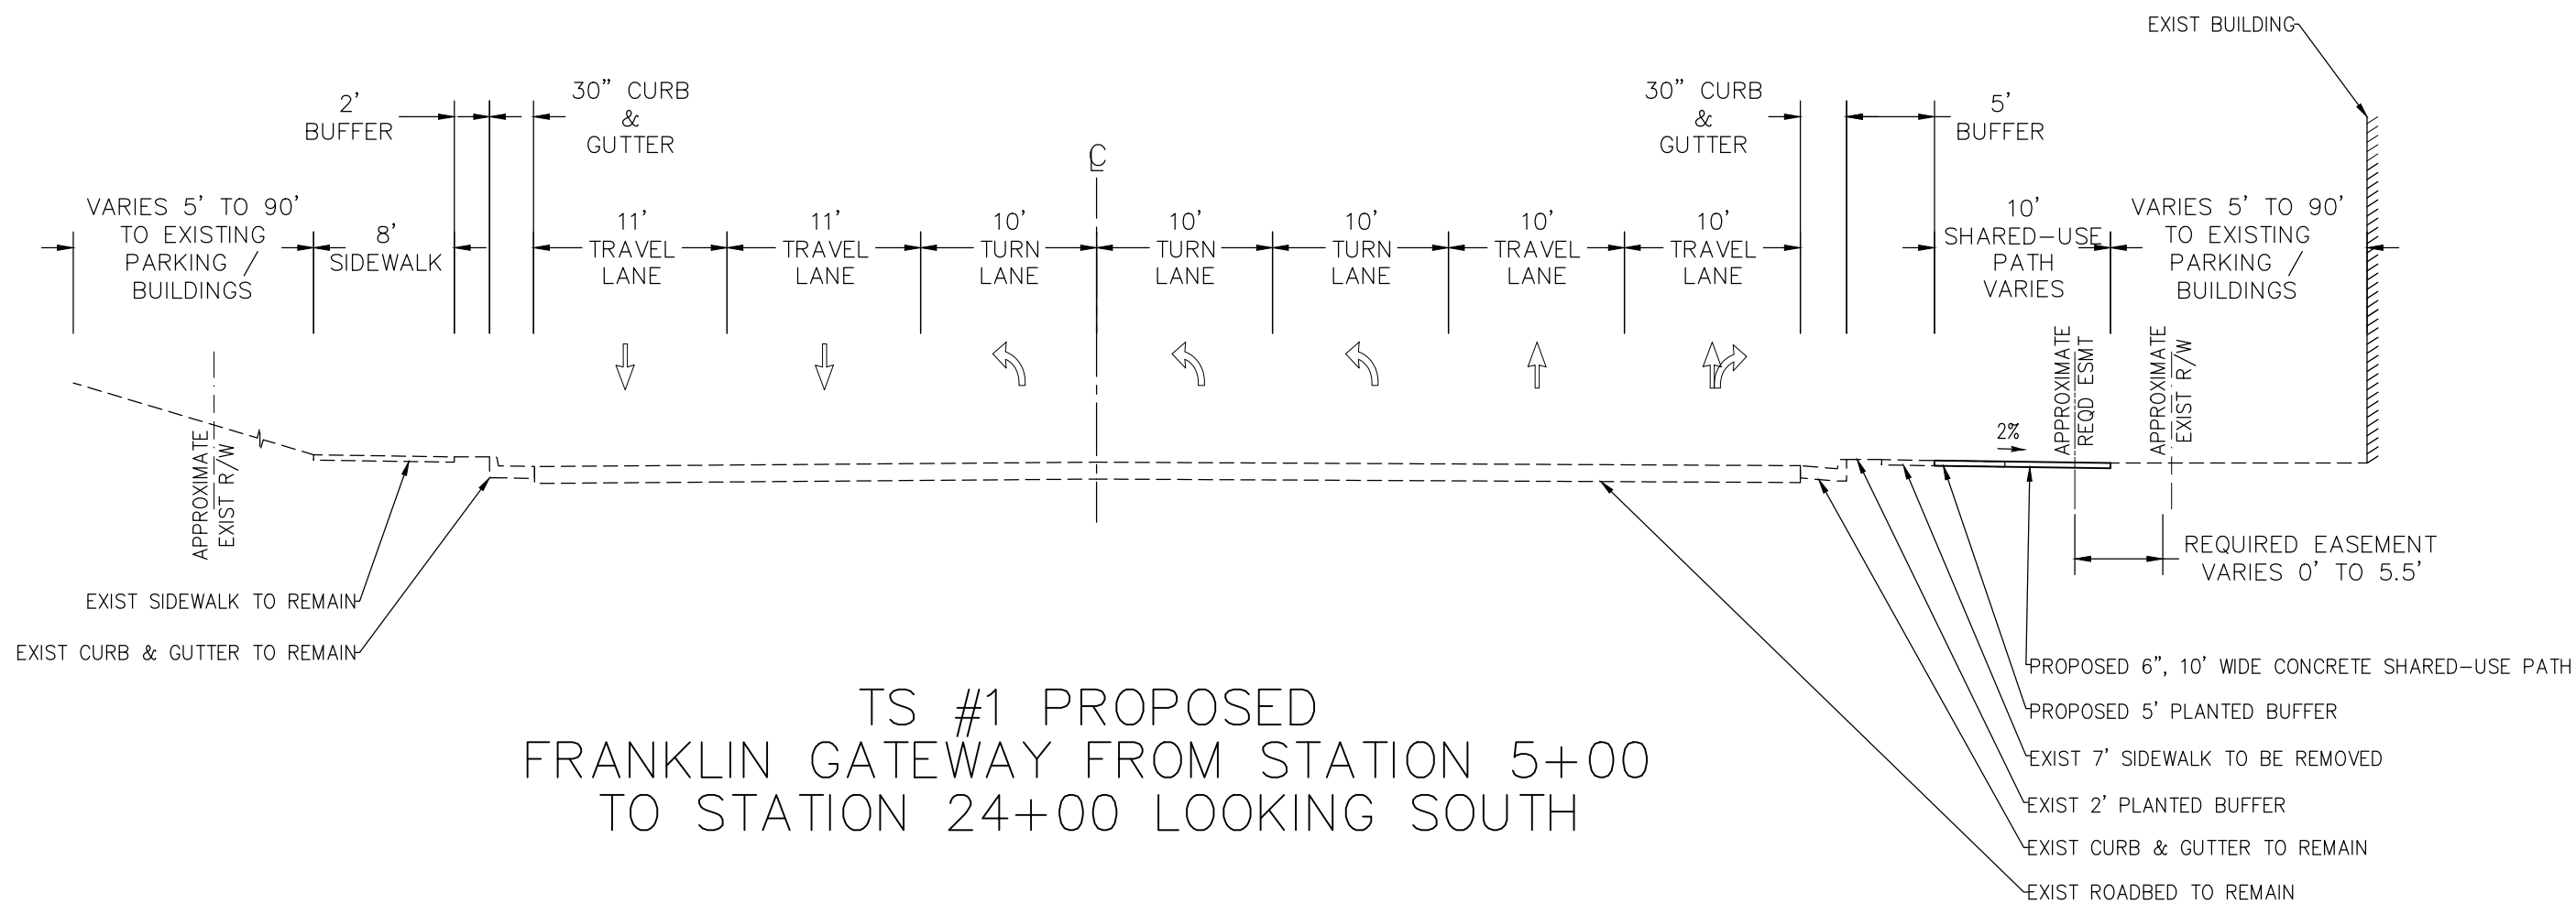 EXIST BUILDING
2'
BUFFER
30" CURB
&
GUTTER
30" CURB
&
GUTTER
5'
BUFFER
℄
VARIES 5' TO 90'
TO EXISTING
PARKING /
BUILDINGS
8'
SIDEWALK
11'
TRAVEL
LANE
11'
TRAVEL
LANE
10'
TURN
LANE
10'
TURN
LANE
10'
TURN
LANE
10'
TRAVEL
LANE
10'
TRAVEL
LANE
10'
SHARED-USE
PATH
VARIES
VARIES 5' TO 90'
TO EXISTING
PARKING /
BUILDINGS
APPROXIMATE
EXIST R/W
2%
APPROXIMATE
REQD ESMT
APPROXIMATE
EXIST R/W
REQUIRED EASEMENT
VARIES 0' TO 5.5'
EXIST SIDEWALK TO REMAIN
EXIST CURB & GUTTER TO REMAIN
PROPOSED 6", 10' WIDE CONCRETE SHARED-USE PATH
PROPOSED 5' PLANTED BUFFER
EXIST 7' SIDEWALK TO BE REMOVED
EXIST 2' PLANTED BUFFER
EXIST CURB & GUTTER TO REMAIN
EXIST ROADBED TO REMAIN
TS #1 PROPOSED
FRANKLIN GATEWAY FROM STATION 5+00
TO STATION 24+00 LOOKING SOUTH